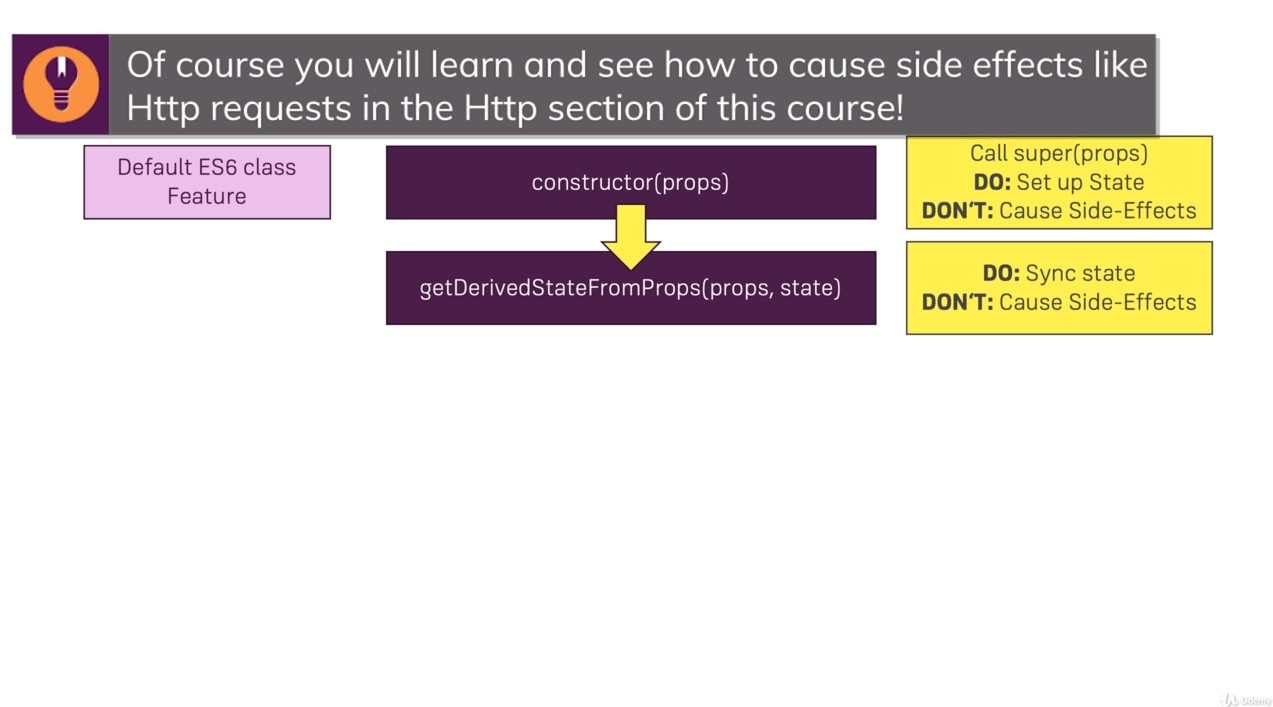 Of course you will learn and see how to cause side effects like
Http requests in the Http section of this course!
Default ES6 class
Feature
constructor(props)
Call super(props)
DO: Set up State
DON‘T: Cause Side-Effects
getDerivedStateFromProps(props, state)
DO: Sync state
DON‘T: Cause Side-Effects
Udemy